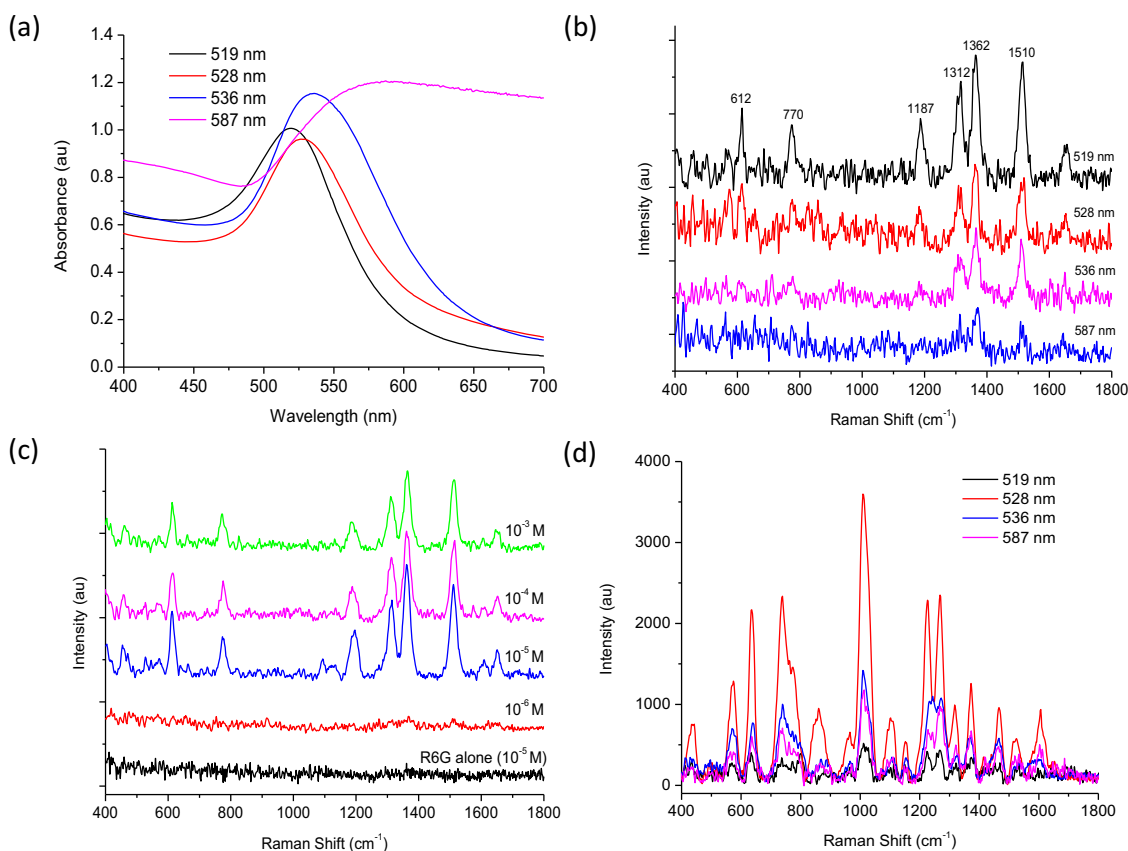 (a)
1.4
1.2
1.0
0.8
0.6
0.4
0.2
0.0
Absorbance (au)
519 nm
528 nm
536 nm
587 nm
400 450 500 550 600 650 700
Wavelength (nm)
(b)
Intensity (au)
612
770
1187
1312
1362
1510
519 nm
528 nm
536 nm
587 nm
400 600 800 1000 1200 1400 1600 1800
Raman Shift (cm⁻¹)
(c)
Intensity (au)
10⁻³ M
10⁻⁴ M
10⁻⁵ M
10⁻⁶ M
R6G alone (10⁻⁵ M)
400 600 800 1000 1200 1400 1600 1800
Raman Shift (cm⁻¹)
(d)
4000
3000
2000
1000
0
Intensity (au)
519 nm
528 nm
536 nm
587 nm
400 600 800 1000 1200 1400 1600 1800
Raman Shift (cm⁻¹)